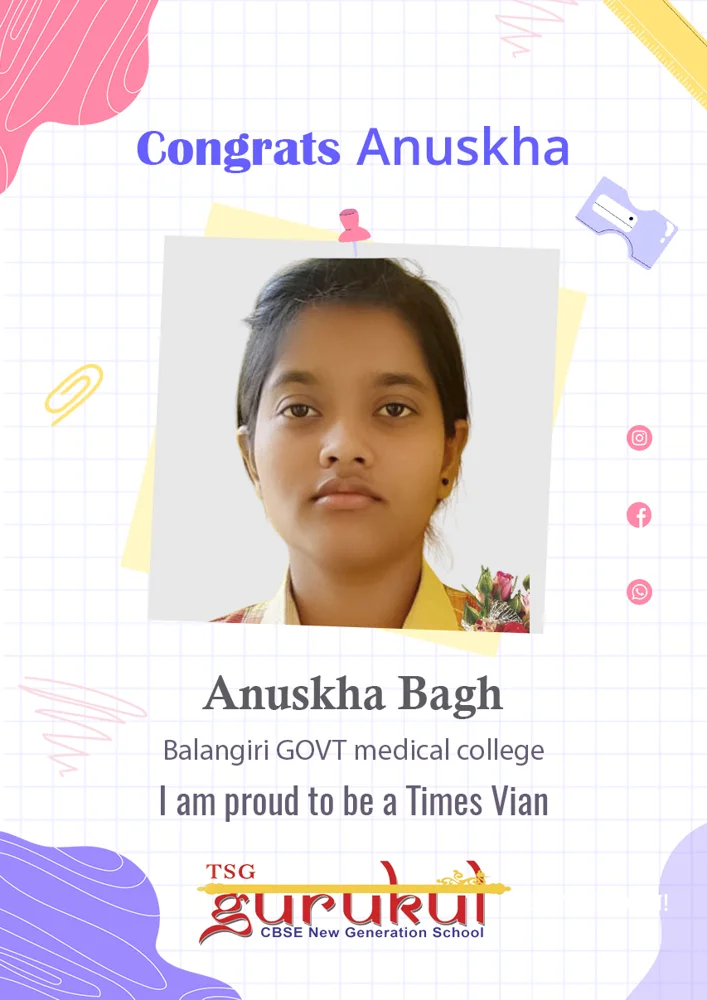 Congrats Anuskha
Anuskha Bagh
Balangiri GOVT medical college
I am proud to be a Times Vian
TSG
gurukul
CBSE New Generation School